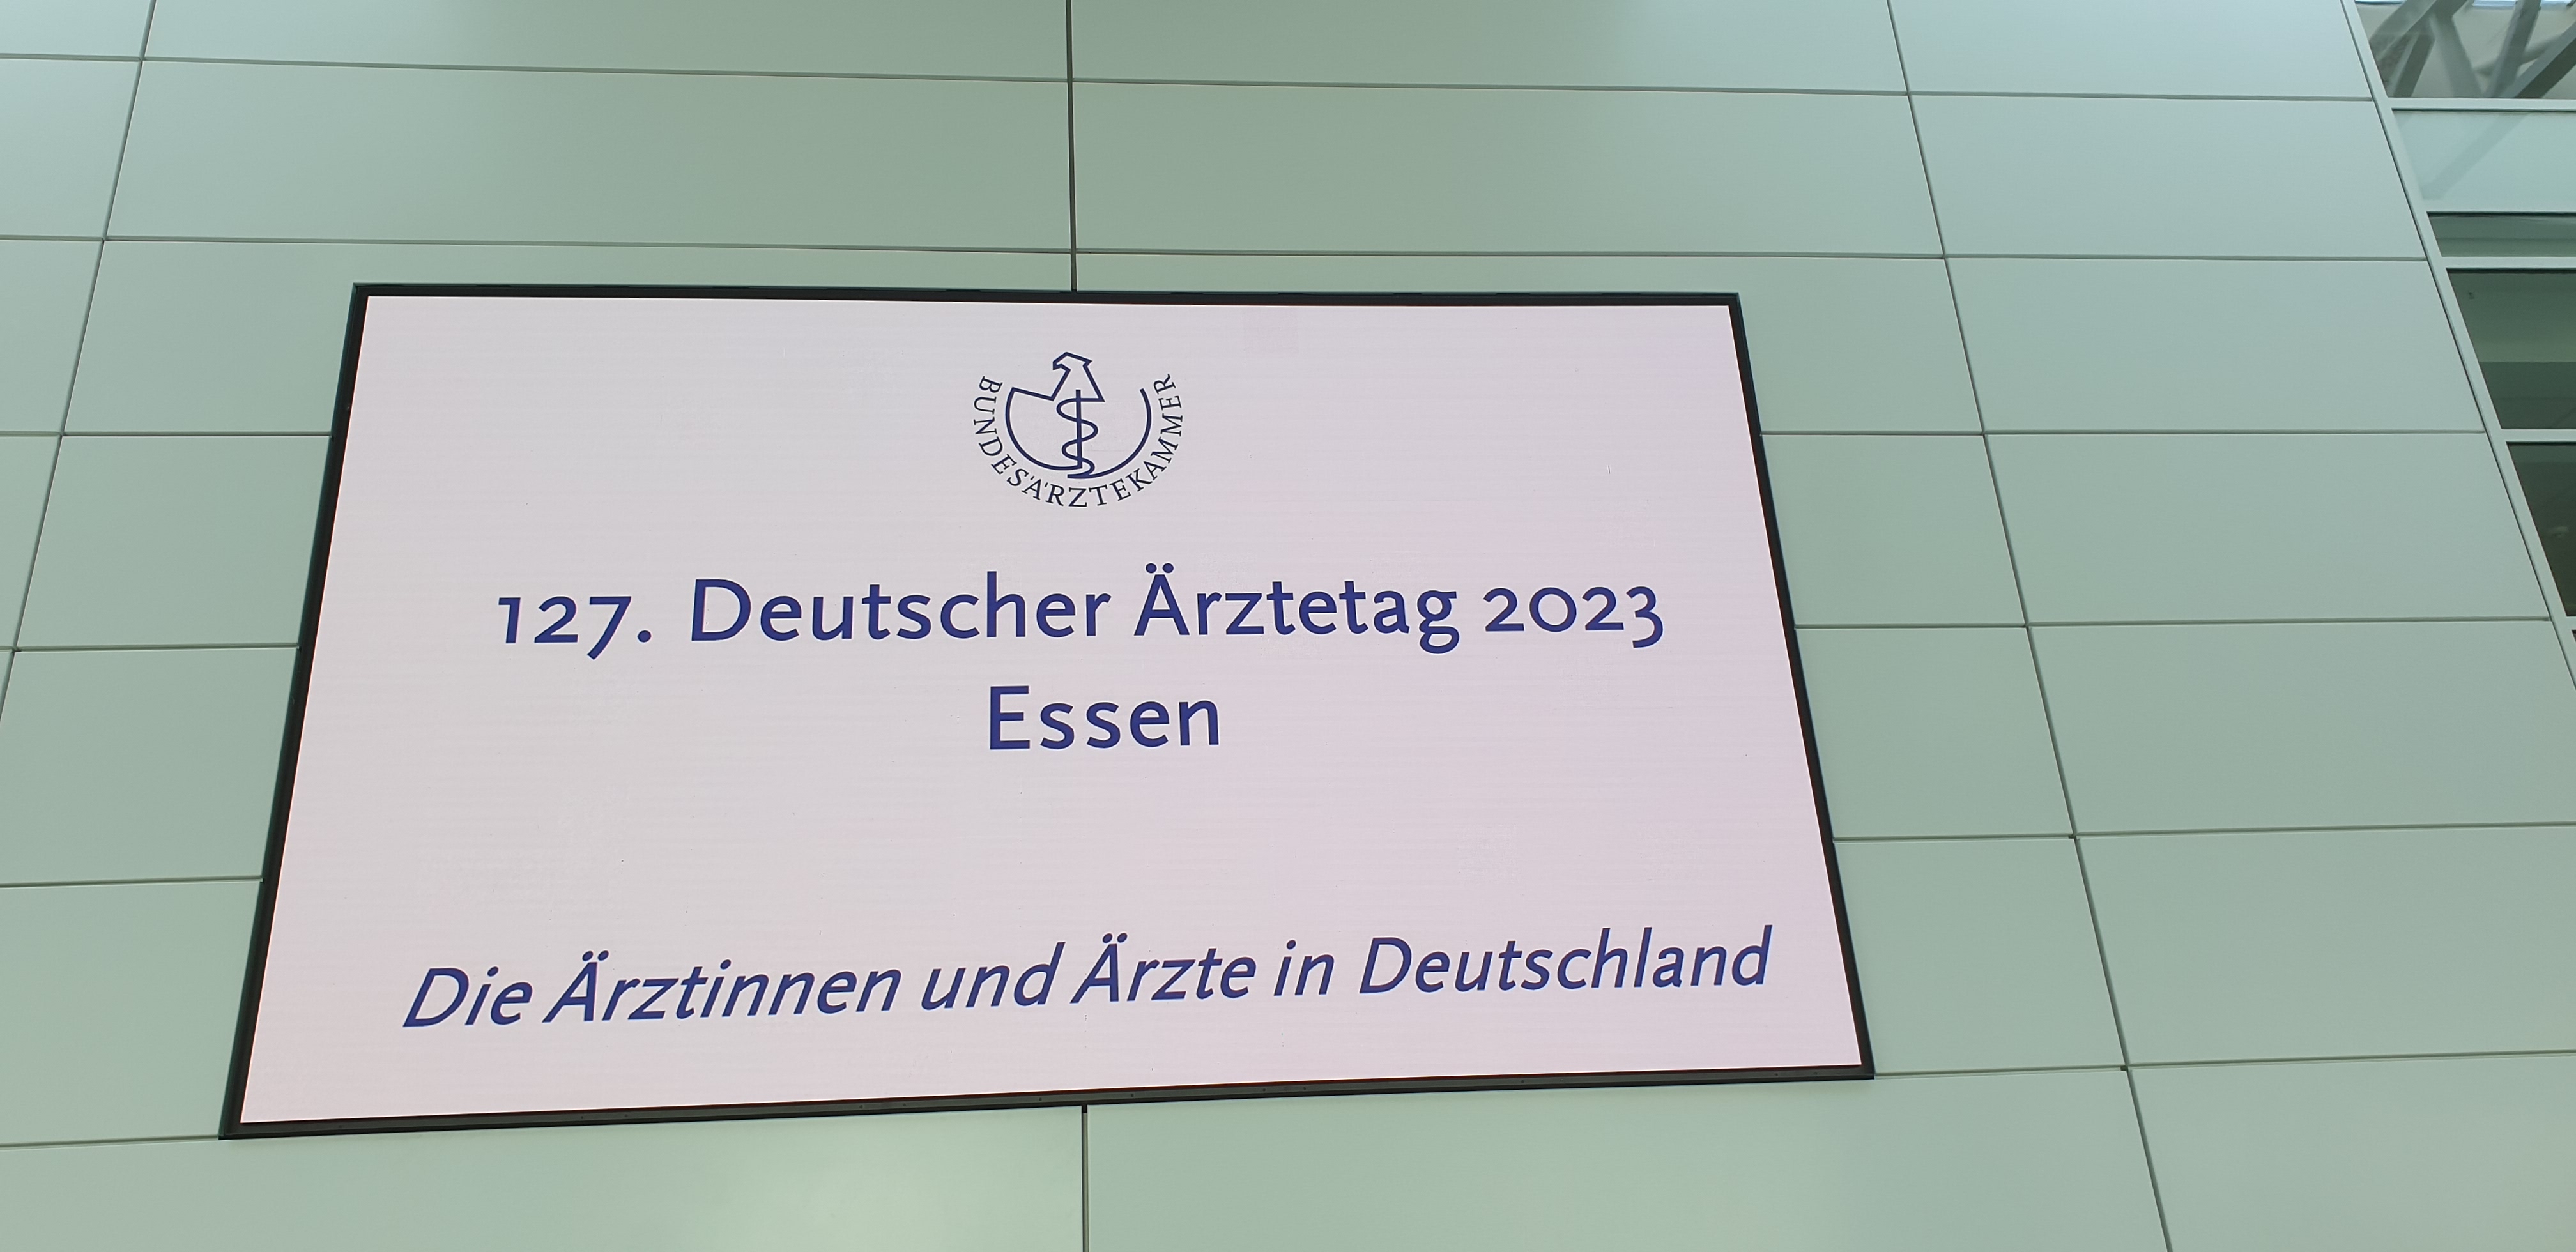 BUNDESÄRZTEKAMMER
127. Deutscher Ärztetag 2023
Essen
Die Ärztinnen und Ärzte in Deutschland